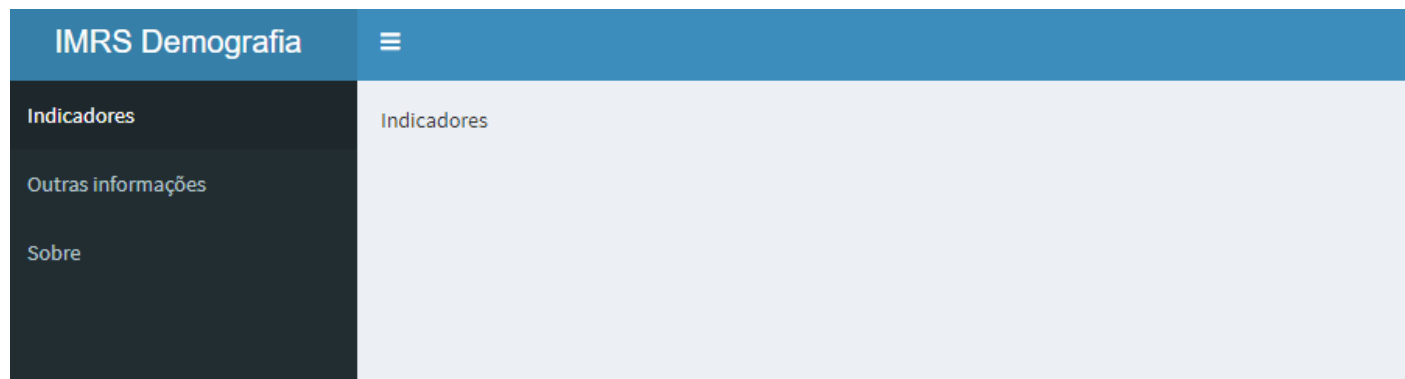 IMRS Demografia
Indicadores
Outras informações
Sobre
Indicadores